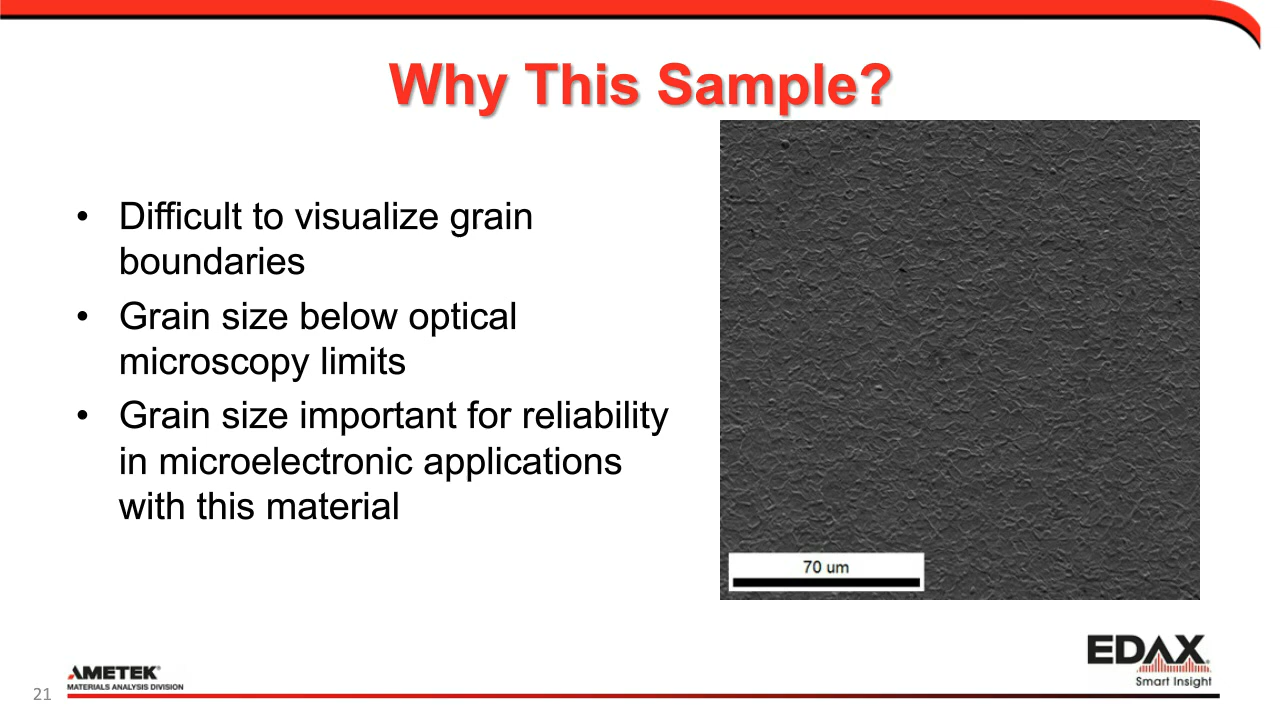 Why This Sample?
• Difficult to visualize grain
boundaries
• Grain size below optical
microscopy limits
• Grain size important for reliability
in microelectronic applications
with this material
70 um
AMETEK®
MATERIALS ANALYSIS DIVISION
EDAX
Smart Insight
21